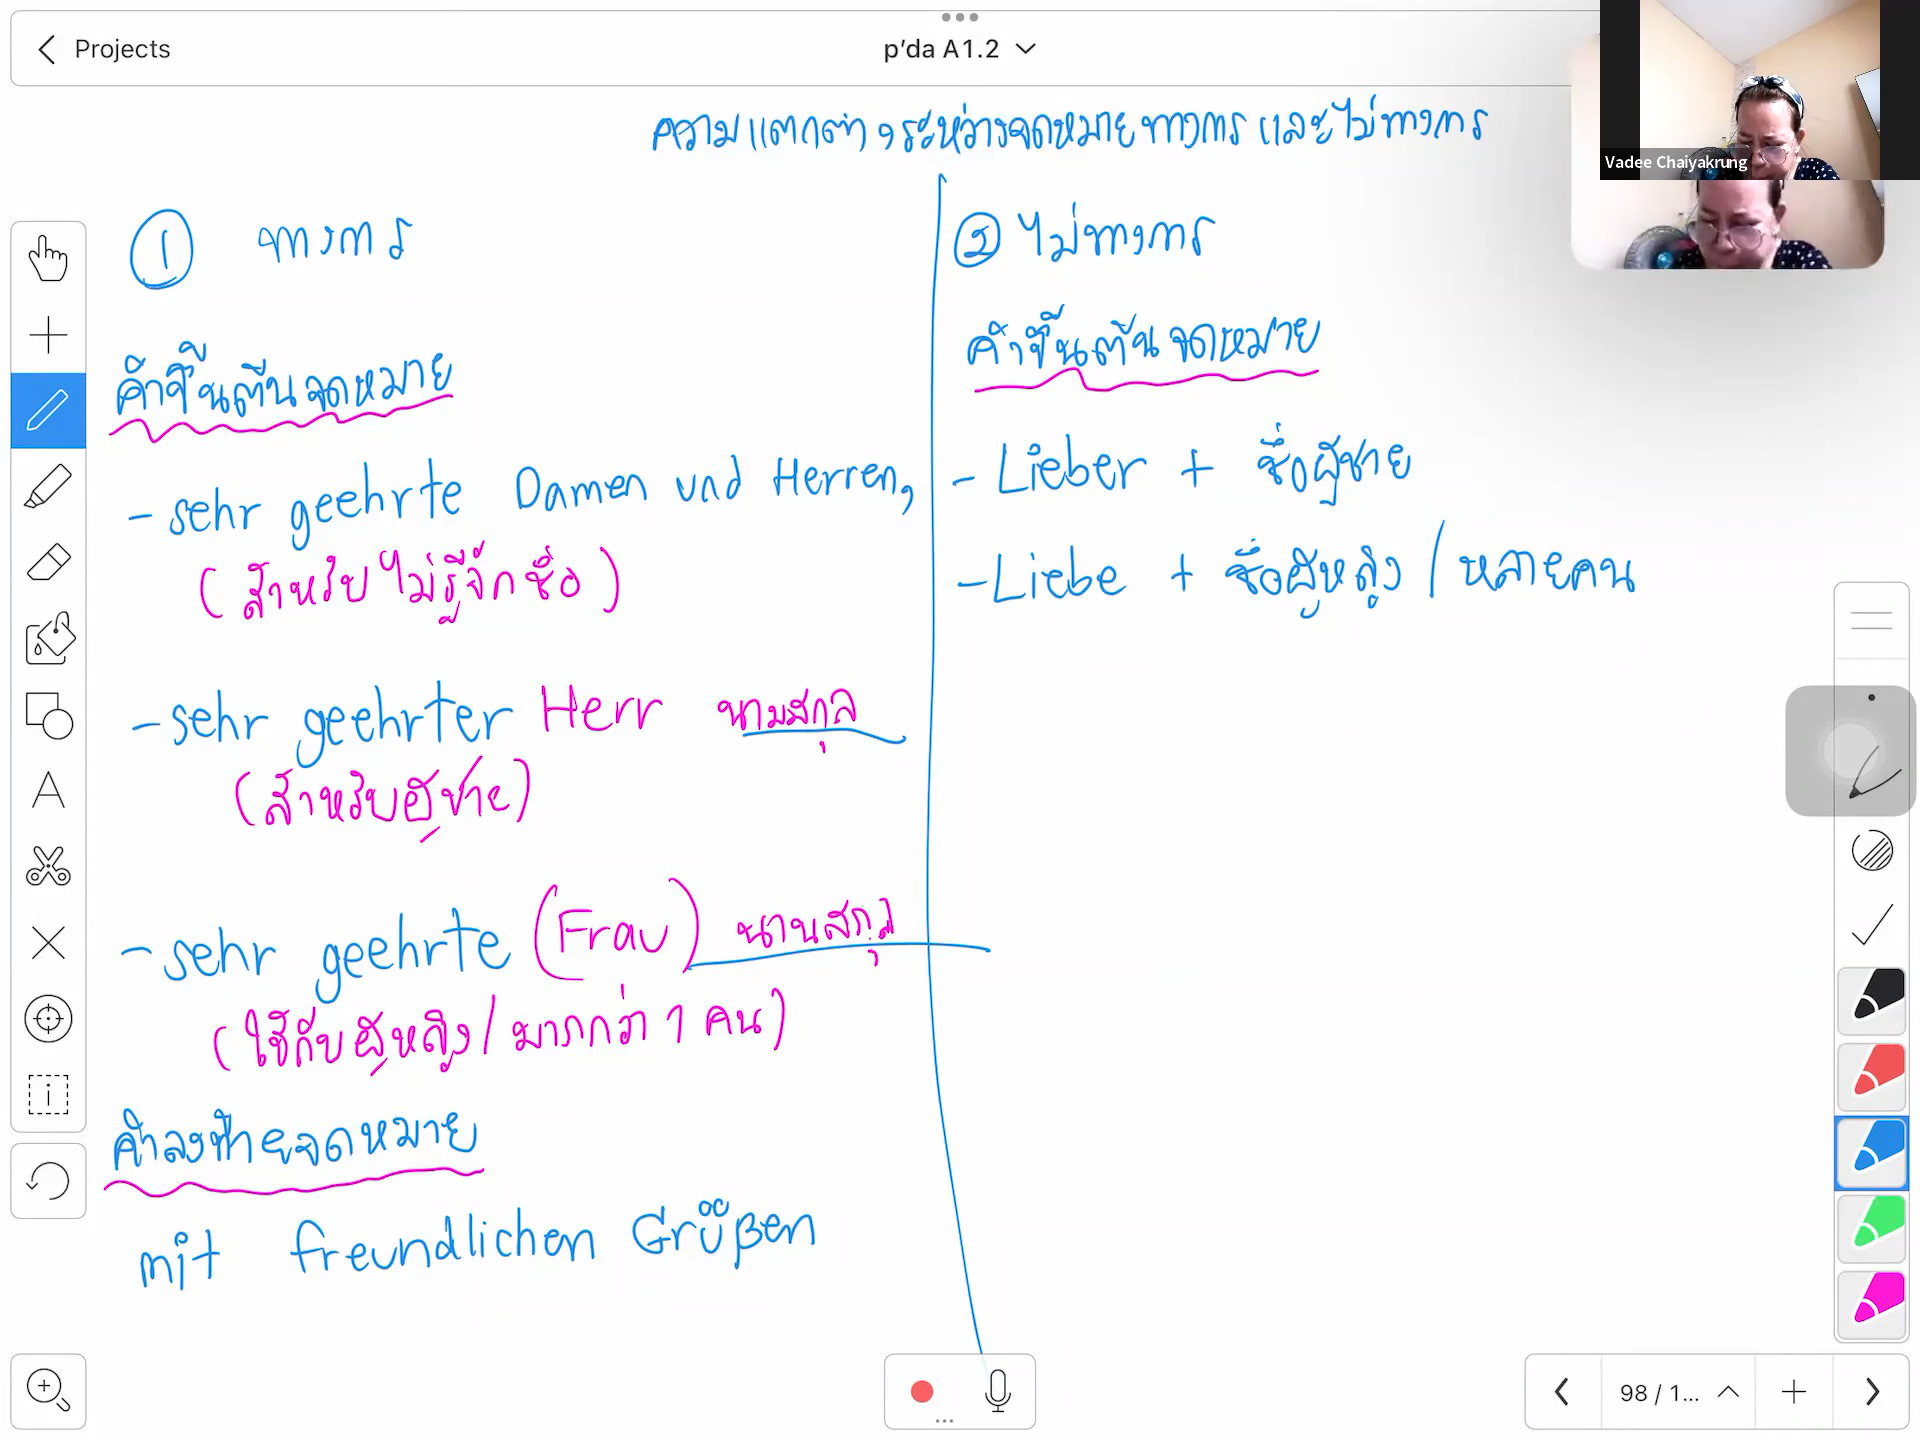 Projects
p'da A1.2
Vadee Chaiyakrung
ความแตกต่างระหว่างจดหมายทางการและไม่ทางการ
① ทางการ
คำขึ้นต้นจดหมาย
- sehr geehrte Damen und Herren,
(สำหรับไม่รู้จักชื่อ)
- sehr geehrter Herr นามสกุล
(สำหรับผู้ชาย)
- sehr geehrte (Frau) นามสกุล
(ใช้กับผู้หญิง/มากกว่า 1 คน)
คำลงท้ายจดหมาย
mit freundlichen Grüßen
② ไม่ทางการ
คำขึ้นต้นจดหมาย
- Lieber + ชื่อผู้ชาย
- Liebe + ชื่อผู้หญิง / หลายคน
98 / 1...